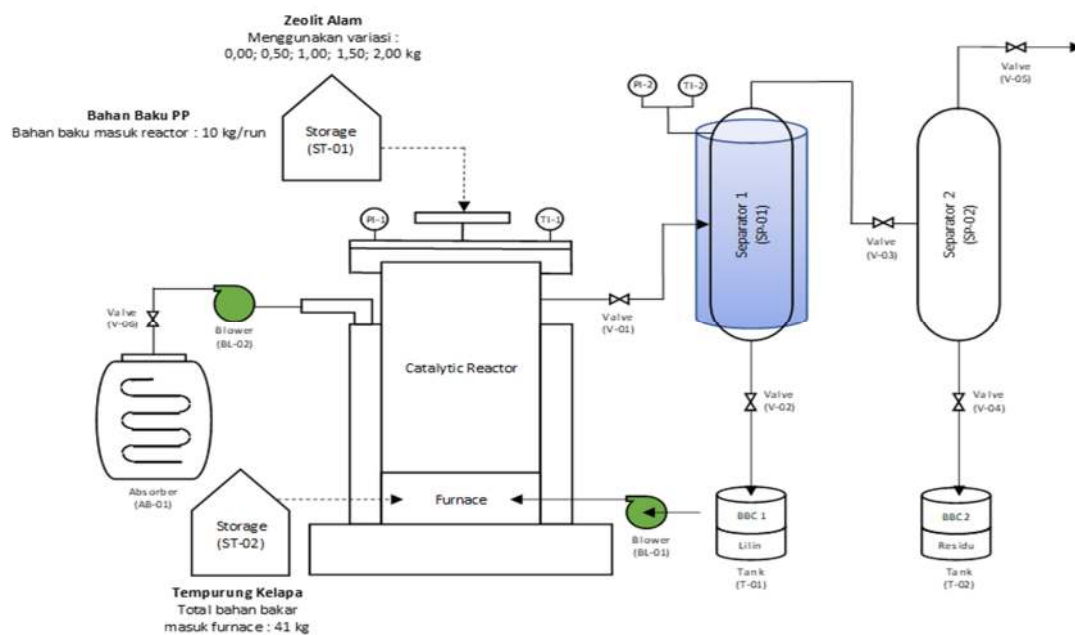 Zeolit Alam
Menggunakan variasi :
0,00; 0,50; 1,00; 1,50; 2,00 kg
Bahan Baku PP
Bahan baku masuk reactor : 10 kg/run
Storage
(ST-01)
PI-1
TI-1
PI-2
TI-2
Separator 1
(SP-01)
Valve
(V-03)
Separator 2
(SP-02)
Valve
(V-05)
Valve
(V-06)
Blower
(BL-02)
Valve
(V-01)
Catalytic Reactor
Valve
(V-02)
Valve
(V-04)
Absorber
(AB-01)
Storage
(ST-02)
Furnace
Blower
(BL-01)
BBC 1
Lilin
Tank
(T-01)
BBC 2
Residu
Tank
(T-02)
Tempurung Kelapa
Total bahan bakar
masuk furnace : 41 kg